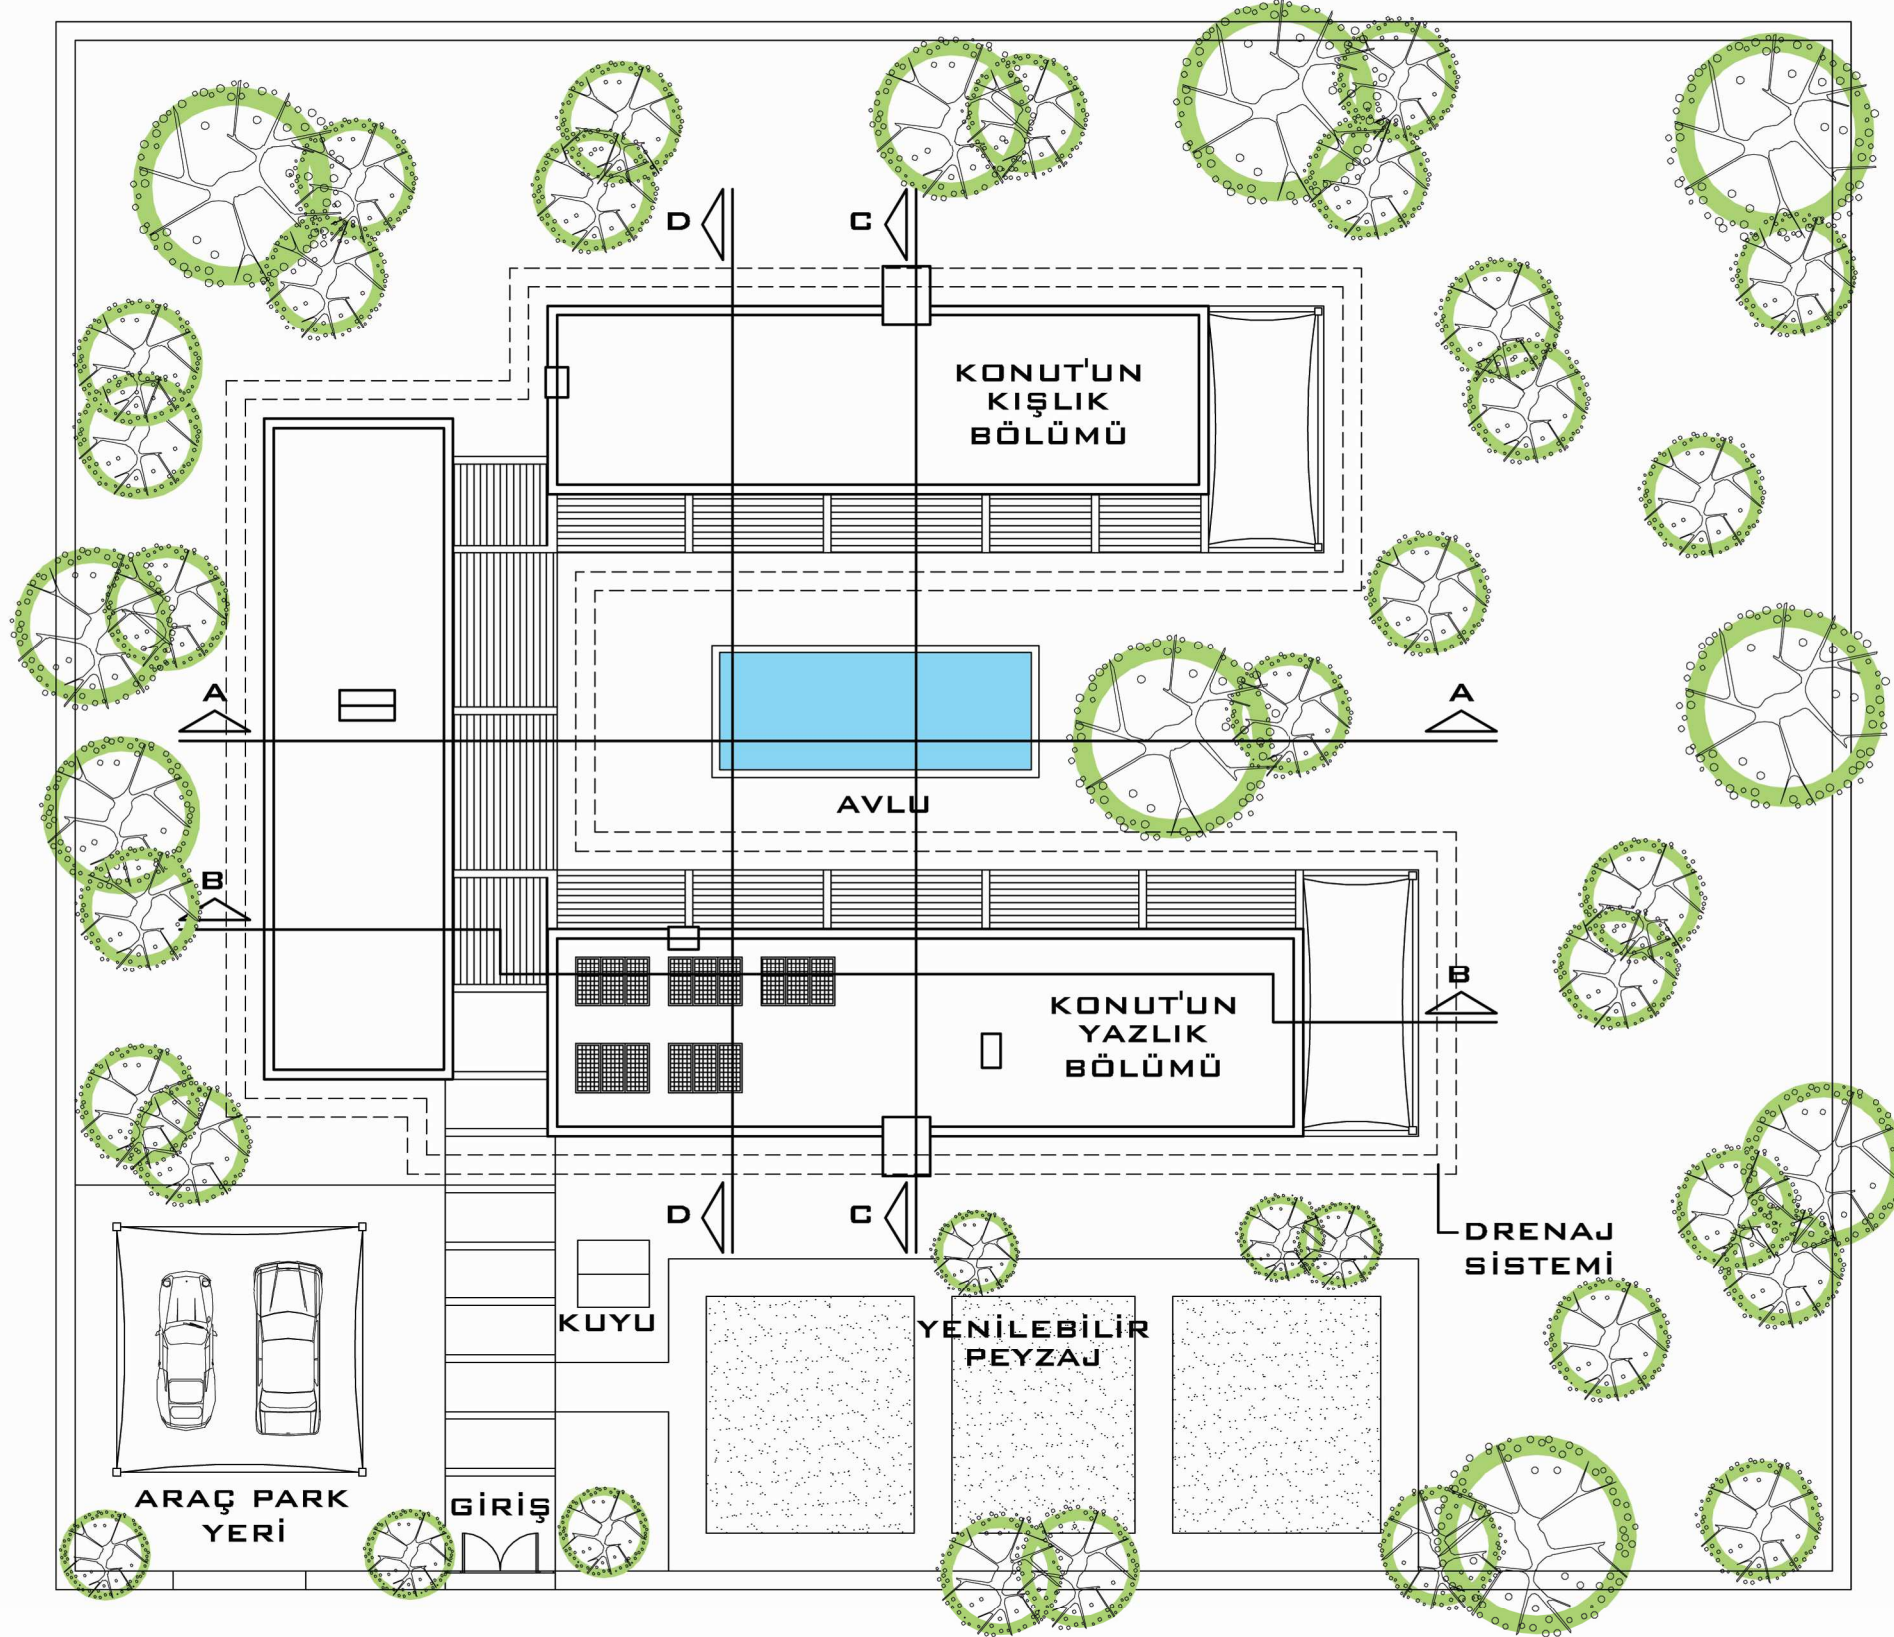 D
C
KONUT'UN
KIŞLIK
BÖLÜMÜ
A
A
AVLU
B
B
KONUT'UN
YAZLIK
BÖLÜMÜ
D
C
DRENAJ
SİSTEMİ
KUYU
YENİLEBİLİR
PEYZAJ
ARAÇ PARK
YERİ
GİRİŞ